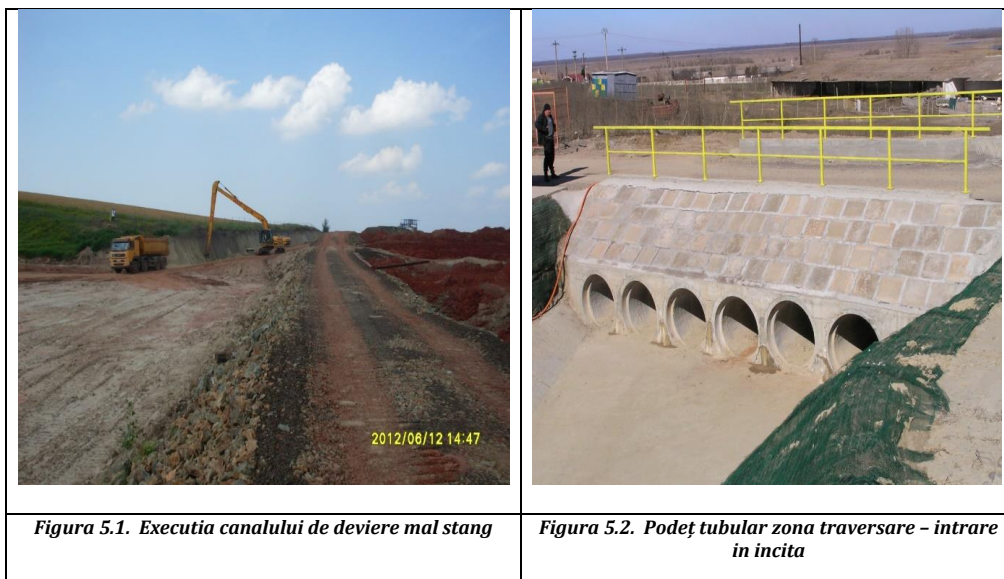 2012/06/12 14:47
Figura 5.1. Executia canalului de deviere mal stang
Figura 5.2. Podeț tubular zona traversare – intrare
in incita